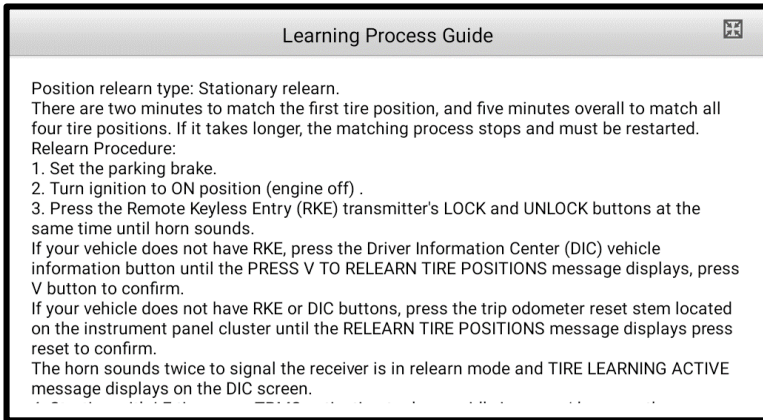 Learning Process Guide
Position relearn type: Stationary relearn.
There are two minutes to match the first tire position, and five minutes overall to match all
four tire positions. If it takes longer, the matching process stops and must be restarted.
Relearn Procedure:
1. Set the parking brake.
2. Turn ignition to ON position (engine off) .
3. Press the Remote Keyless Entry (RKE) transmitter's LOCK and UNLOCK buttons at the
same time until horn sounds.
If your vehicle does not have RKE, press the Driver Information Center (DIC) vehicle
information button until the PRESS V TO RELEARN TIRE POSITIONS message displays, press
V button to confirm.
If your vehicle does not have RKE or DIC buttons, press the trip odometer reset stem located
on the instrument panel cluster until the RELEARN TIRE POSITIONS message displays press
reset to confirm.
The horn sounds twice to signal the receiver is in relearn mode and TIRE LEARNING ACTIVE
message displays on the DIC screen.